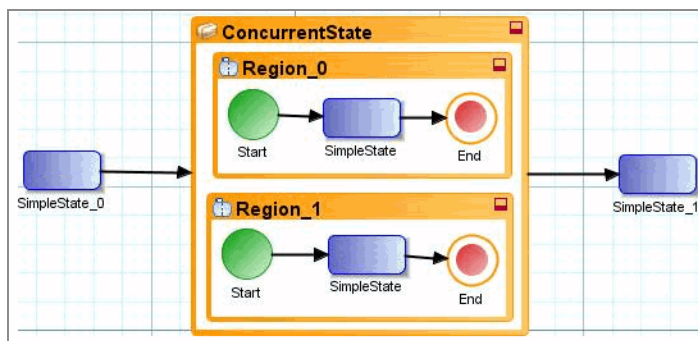 ConcurrentState
Region_0
Start
SimpleState
End
SimpleState_0
SimpleState_1
Region_1
Start
SimpleState
End